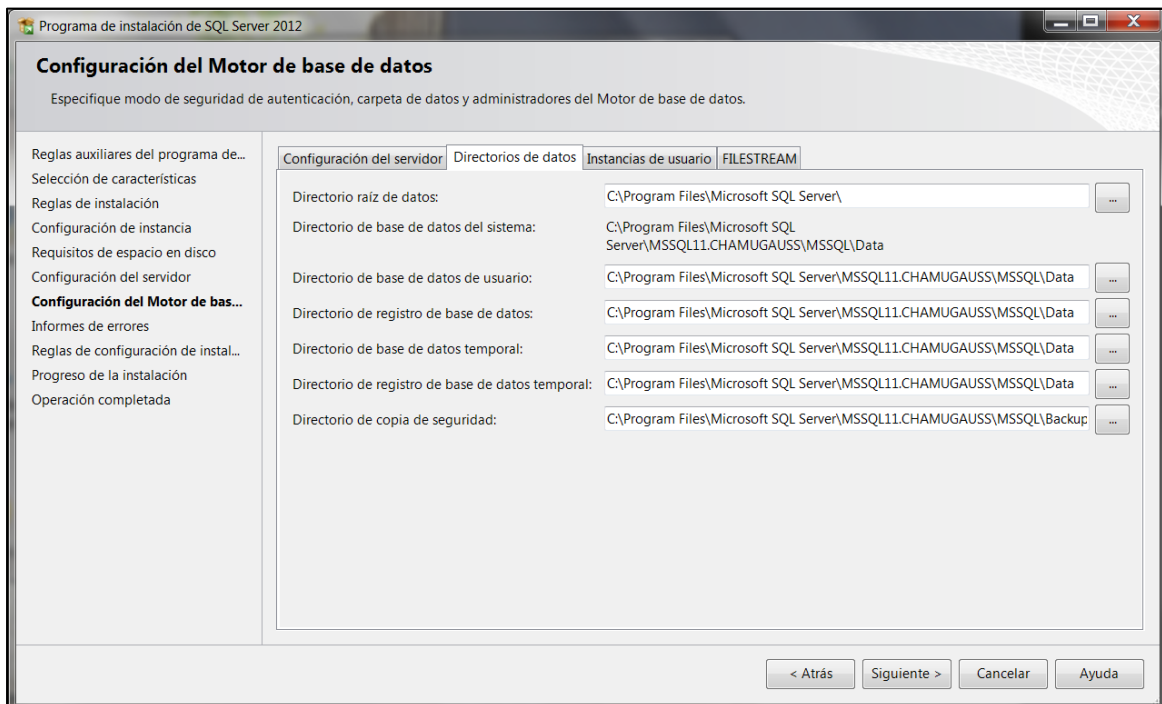 Programa de instalación de SQL Server 2012
Configuración del Motor de base de datos
Especifique modo de seguridad de autenticación, carpeta de datos y administradores del Motor de base de datos.
Reglas auxiliares del programa de...
Selección de características
Reglas de instalación
Configuración de instancia
Requisitos de espacio en disco
Configuración del servidor
Configuración del Motor de bas...
Informes de errores
Reglas de configuración de instal...
Progreso de la instalación
Operación completada
Configuración del servidor Directorios de datos Instancias de usuario FILESTREAM
Directorio raíz de datos: C:\Program Files\Microsoft SQL Server\ ...
Directorio de base de datos del sistema: C:\Program Files\Microsoft SQL
Server\MSSQL11.CHAMUGAUSS\MSSQL\Data
Directorio de base de datos de usuario: C:\Program Files\Microsoft SQL Server\MSSQL11.CHAMUGAUSS\MSSQL\Data ...
Directorio de registro de base de datos: C:\Program Files\Microsoft SQL Server\MSSQL11.CHAMUGAUSS\MSSQL\Data ...
Directorio de base de datos temporal: C:\Program Files\Microsoft SQL Server\MSSQL11.CHAMUGAUSS\MSSQL\Data ...
Directorio de registro de base de datos temporal: C:\Program Files\Microsoft SQL Server\MSSQL11.CHAMUGAUSS\MSSQL\Data ...
Directorio de copia de seguridad: C:\Program Files\Microsoft SQL Server\MSSQL11.CHAMUGAUSS\MSSQL\Backup ...
< Atrás Siguiente > Cancelar Ayuda